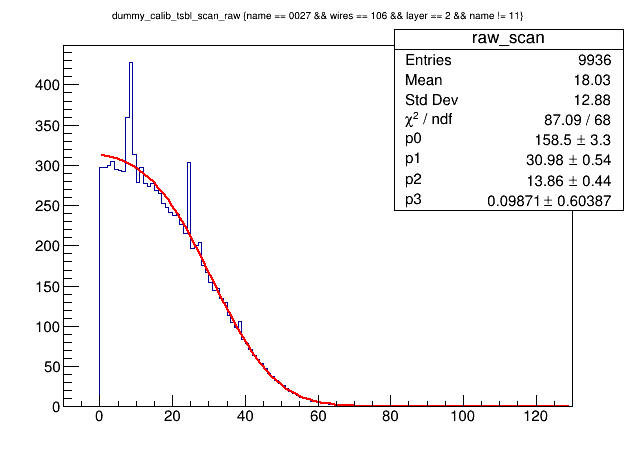 dummy_calib_tsbl_scan_raw {name == 0027 && wires == 106 && layer == 2 && name != 11}
raw_scan
Entries 9936
Mean 18.03
Std Dev 12.88
χ² / ndf 87.09 / 68
p0 158.5 ± 3.3
p1 30.98 ± 0.54
p2 13.86 ± 0.44
p3 0.09871 ± 0.60387
400
350
300
250
200
150
100
50
0
0 20 40 60 80 100 120